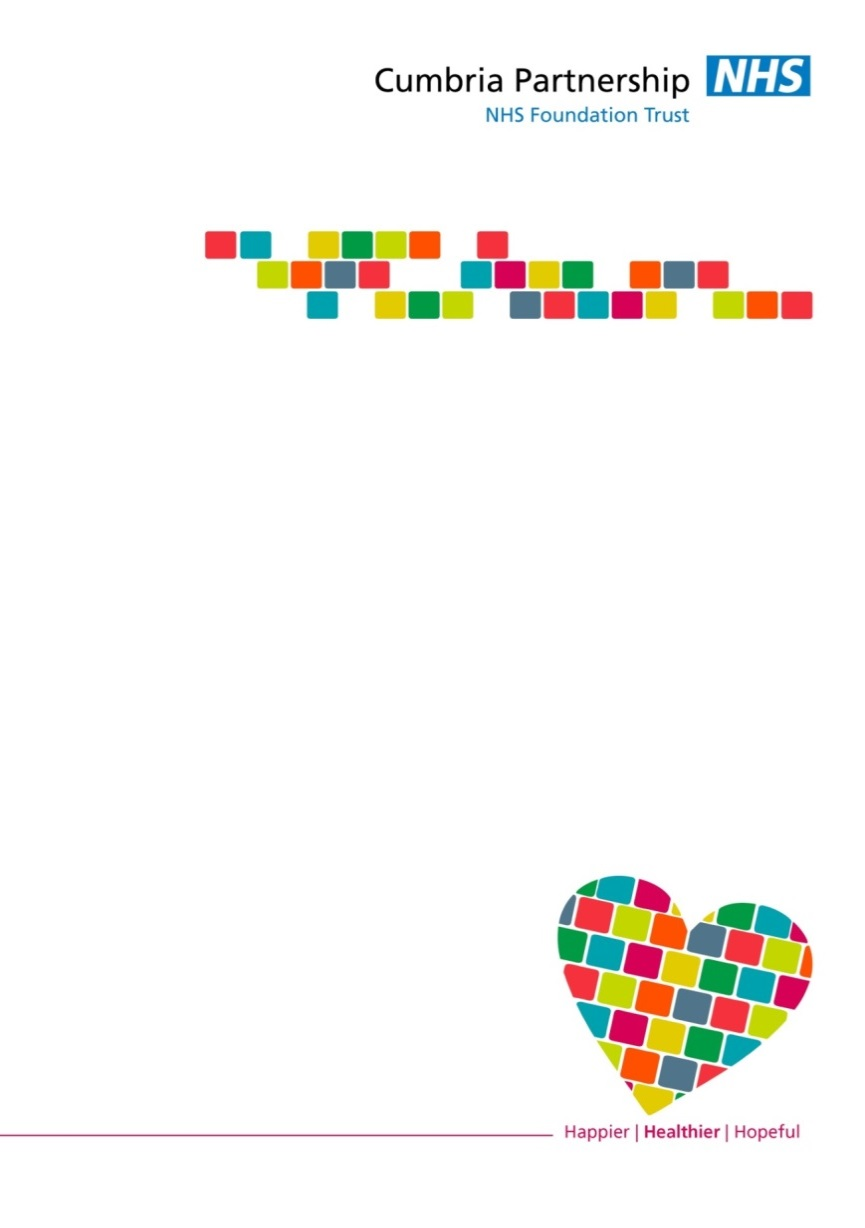 Cumbria Partnership NHS
NHS Foundation Trust
Happier | Healthier | Hopeful